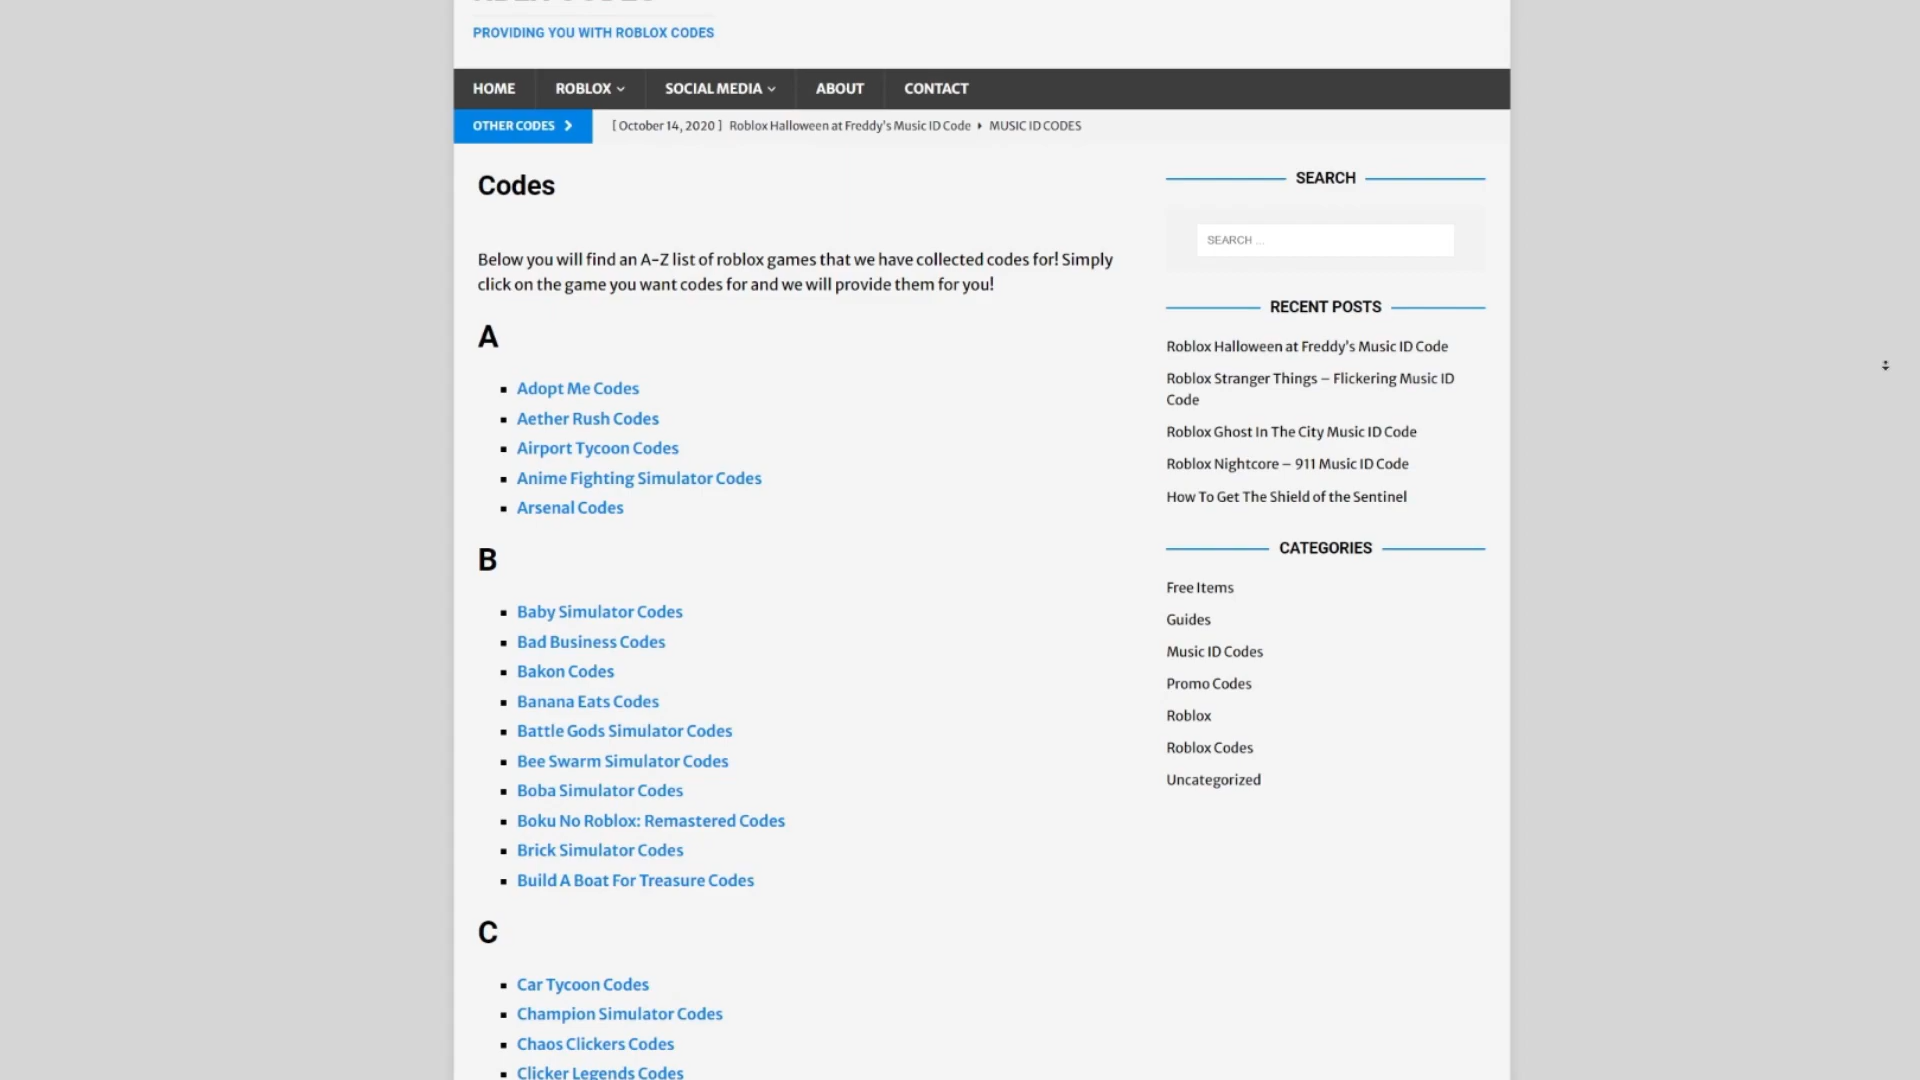 PROVIDING YOU WITH ROBLOX CODES
HOME ROBLOX SOCIAL MEDIA ABOUT CONTACT
OTHER CODES [ October 14, 2020 ] Roblox Halloween at Freddy's Music ID Code MUSIC ID CODES
Codes
Below you will find an A-Z list of roblox games that we have collected codes for! Simply
click on the game you want codes for and we will provide them for you!
A
Adopt Me Codes
Aether Rush Codes
Airport Tycoon Codes
Anime Fighting Simulator Codes
Arsenal Codes
B
Baby Simulator Codes
Bad Business Codes
Bakon Codes
Banana Eats Codes
Battle Gods Simulator Codes
Bee Swarm Simulator Codes
Boba Simulator Codes
Boku No Roblox: Remastered Codes
Brick Simulator Codes
Build A Boat For Treasure Codes
C
Car Tycoon Codes
Champion Simulator Codes
Chaos Clickers Codes
Clicker Legends Codes
SEARCH
SEARCH ...
RECENT POSTS
Roblox Halloween at Freddy's Music ID Code
Roblox Stranger Things – Flickering Music ID
Code
Roblox Ghost In The City Music ID Code
Roblox Nightcore – 911 Music ID Code
How To Get The Shield of the Sentinel
CATEGORIES
Free Items
Guides
Music ID Codes
Promo Codes
Roblox
Roblox Codes
Uncategorized